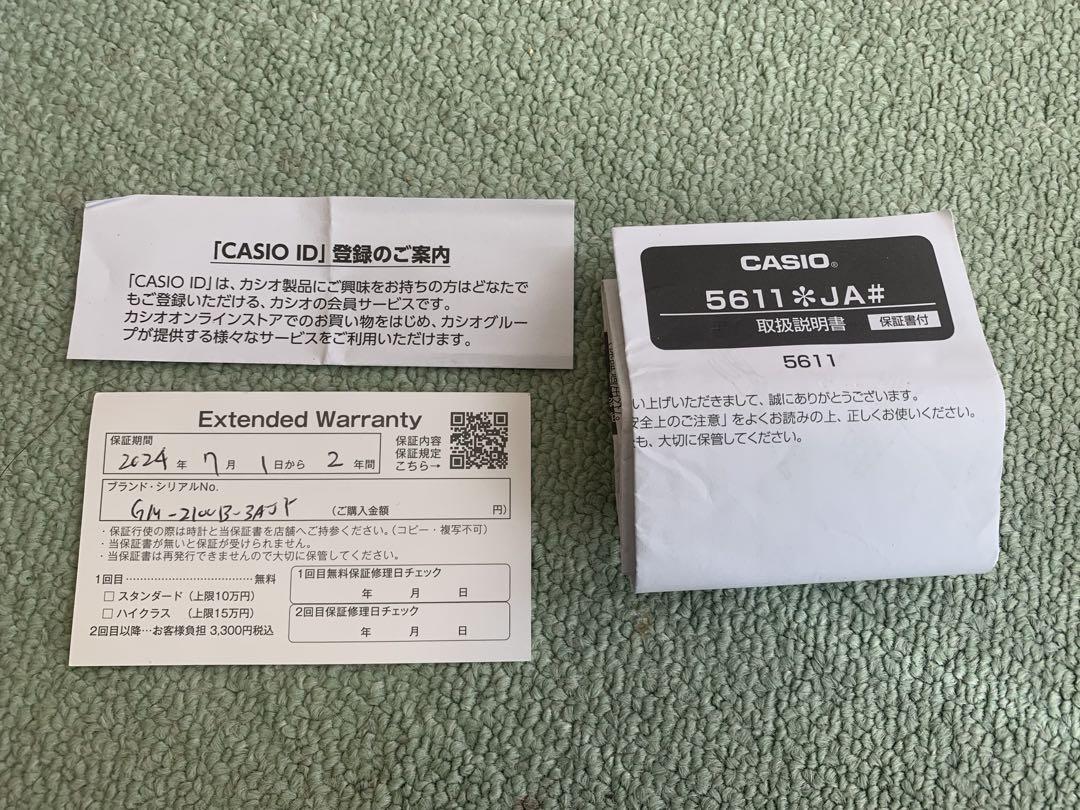 「CASIO ID」登録のご案内
「CASIO ID」は、カシオ製品にご興味をお持ちの方はどなたで
もご登録いただける、カシオの会員サービスです。
カシオオンラインストアでのお買い物をはじめ、カシオグルー
プが提供する様々なサービスをご利用いただけます。
CASIO®
5611＊JA#
取扱説明書 保証書付
5611
い上げいただきまして、誠にありがとうございます。
安全上のご注意」をよくお読みの上、正しくお使いください。
も、大切に保管してください。
Extended Warranty
保証期間
2024年 7月 1日から 2年間
保証内容
保証規定
こちら→
ブランド・シリアルNo.
GM-2100B-3AJF (ご購入金額 円)
・保証行使の際は時計と当保証書を店舗へご持参ください。(コピー・複写不可)
・当保証書が無いと保証が受けられません。
・当保証書は再発行できませんので大切に保管してください。
1回目……………………………無料
□ スタンダード (上限10万円)
□ ハイクラス (上限15万円)
2回目以降…お客様負担 3,300円税込
1回目無料保証修理日チェック
年 月 日
2回目保証修理日チェック
年 月 日